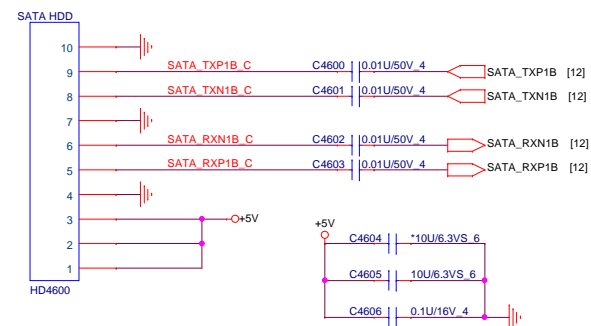 SATA HDD
10
9 SATA_TXP1B_C C4600 0.01U/50V_4 SATA_TXP1B [12]
8 SATA_TXN1B_C C4601 0.01U/50V_4 SATA_TXN1B [12]
7
6 SATA_RXN1B_C C4602 0.01U/50V_4 SATA_RXN1B [12]
5 SATA_RXP1B_C C4603 0.01U/50V_4 SATA_RXP1B [12]
4
3 +5V
2
1
HD4600
+5V
C4604 *10U/6.3VS_6
C4605 10U/6.3VS_6
C4606 0.1U/16V_4